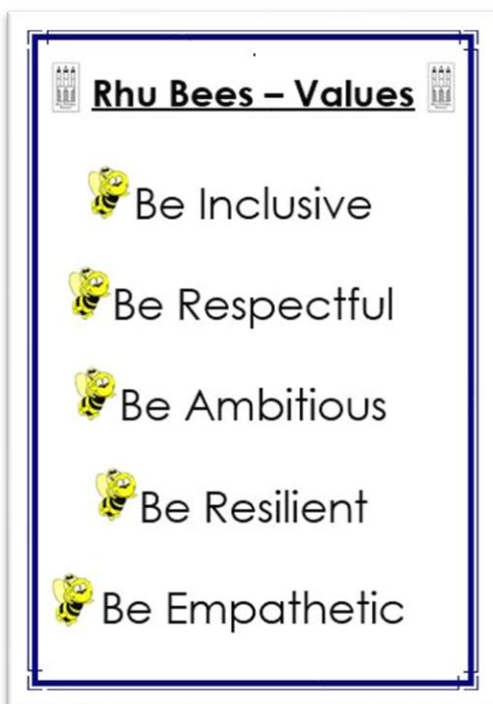 Rhu Bees – Values
Be Inclusive
Be Respectful
Be Ambitious
Be Resilient
Be Empathetic